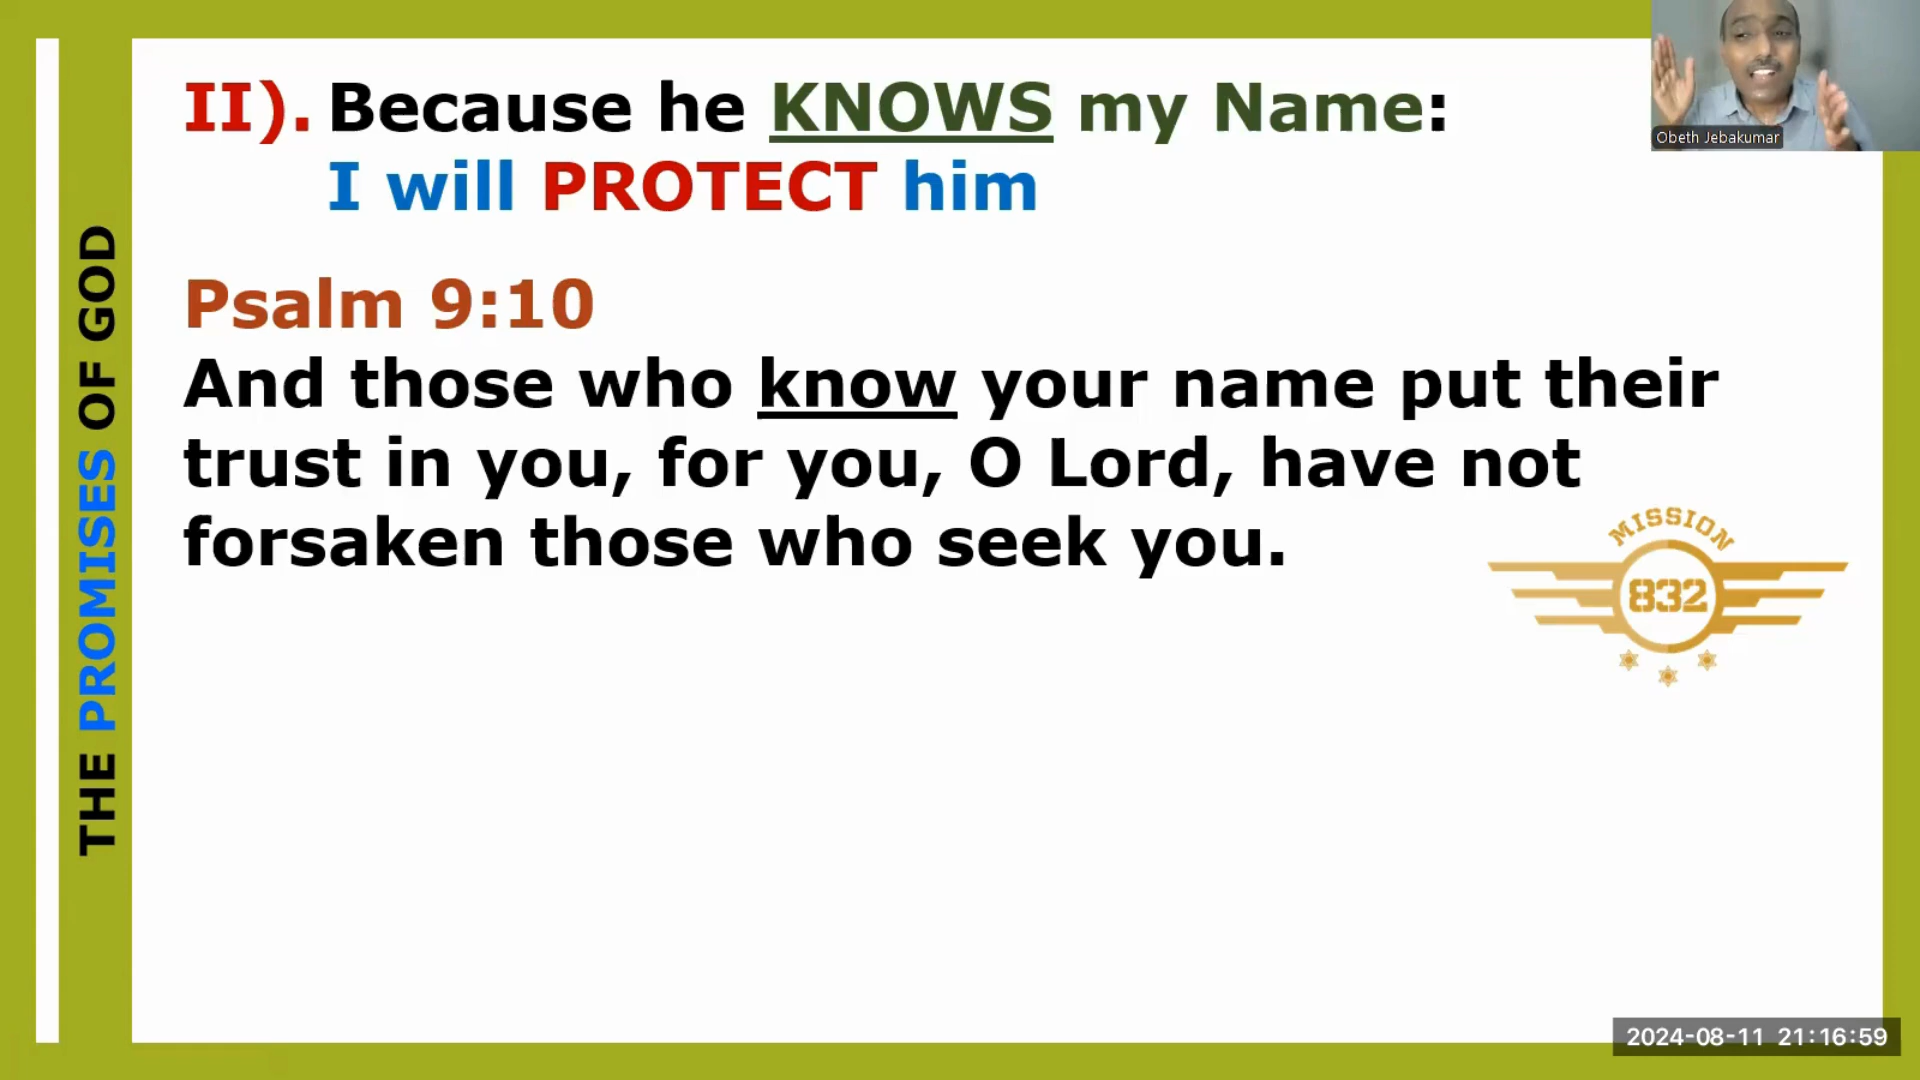 II). Because he KNOWS my Name:
I will PROTECT him
Psalm 9:10
And those who know your name put their
trust in you, for you, O Lord, have not
forsaken those who seek you.
THE PROMISES OF GOD
Obeth Jebakumar
MISSION
832
2024-08-11 21:16:59